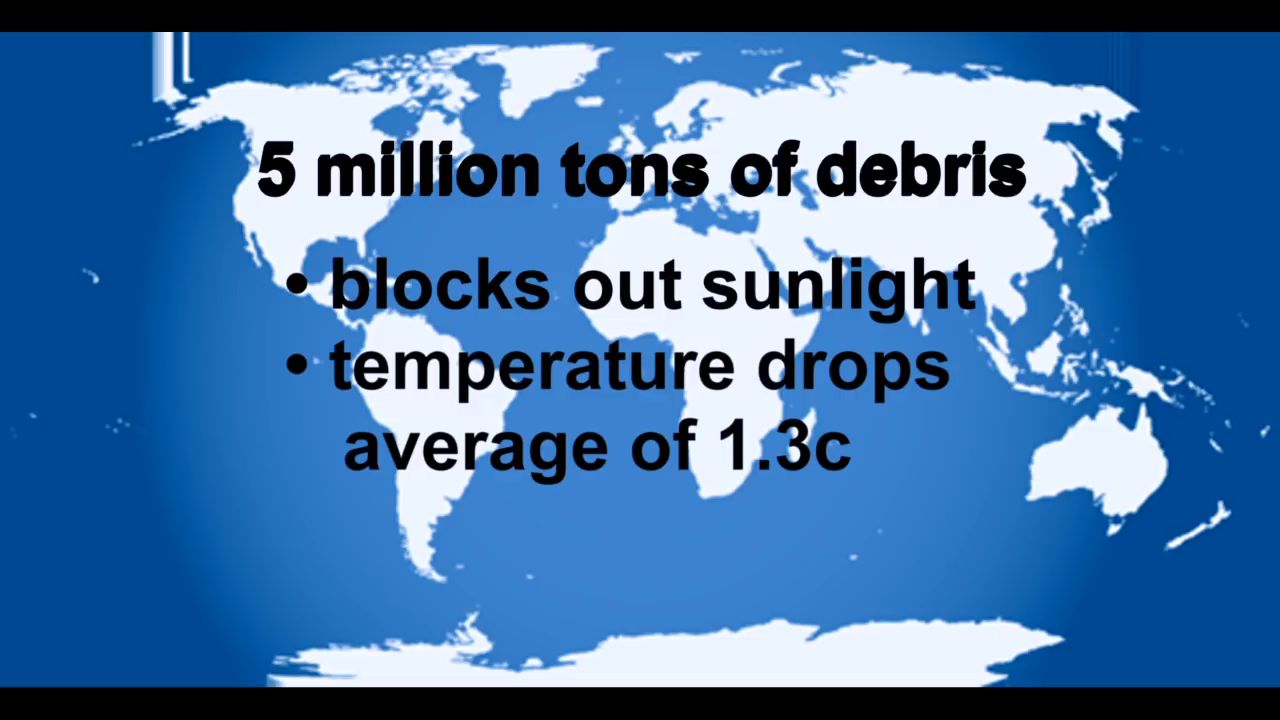 5 million tons of debris
• blocks out sunlight
• temperature drops
average of 1.3c